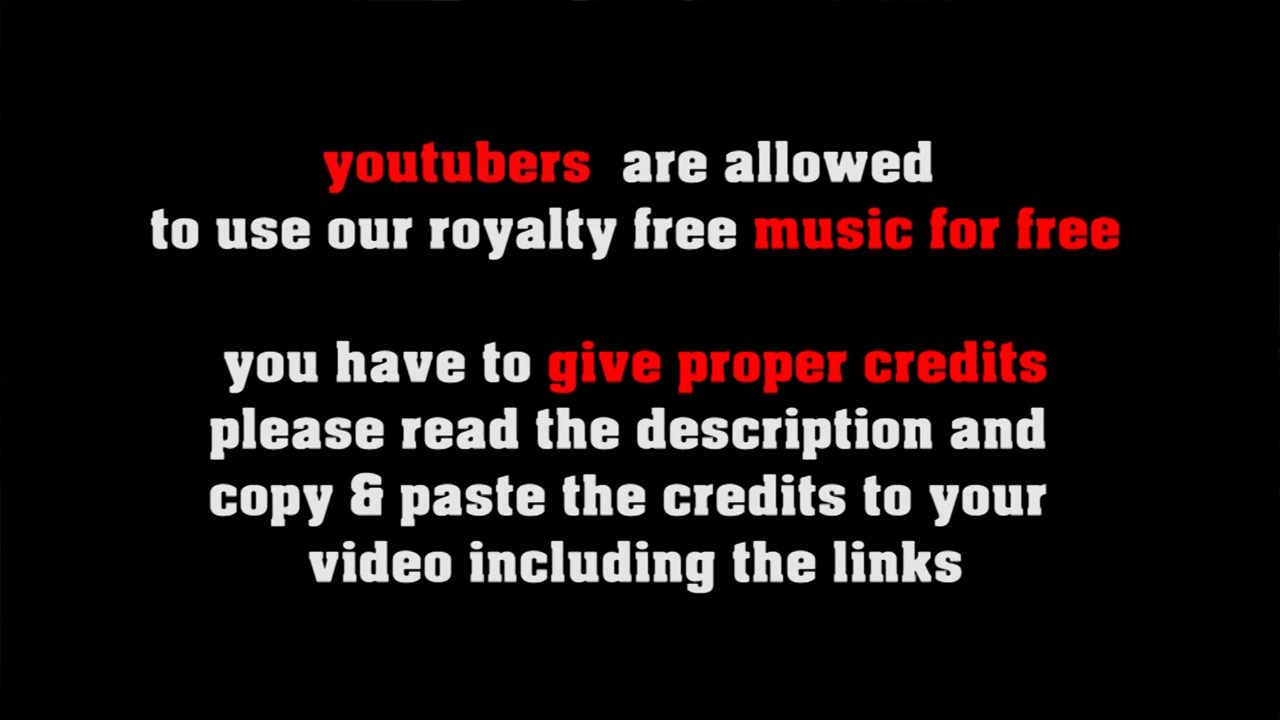 youtubers are allowed
to use our royalty free music for free
you have to give proper credits
please read the description and
copy & paste the credits to your
video including the links